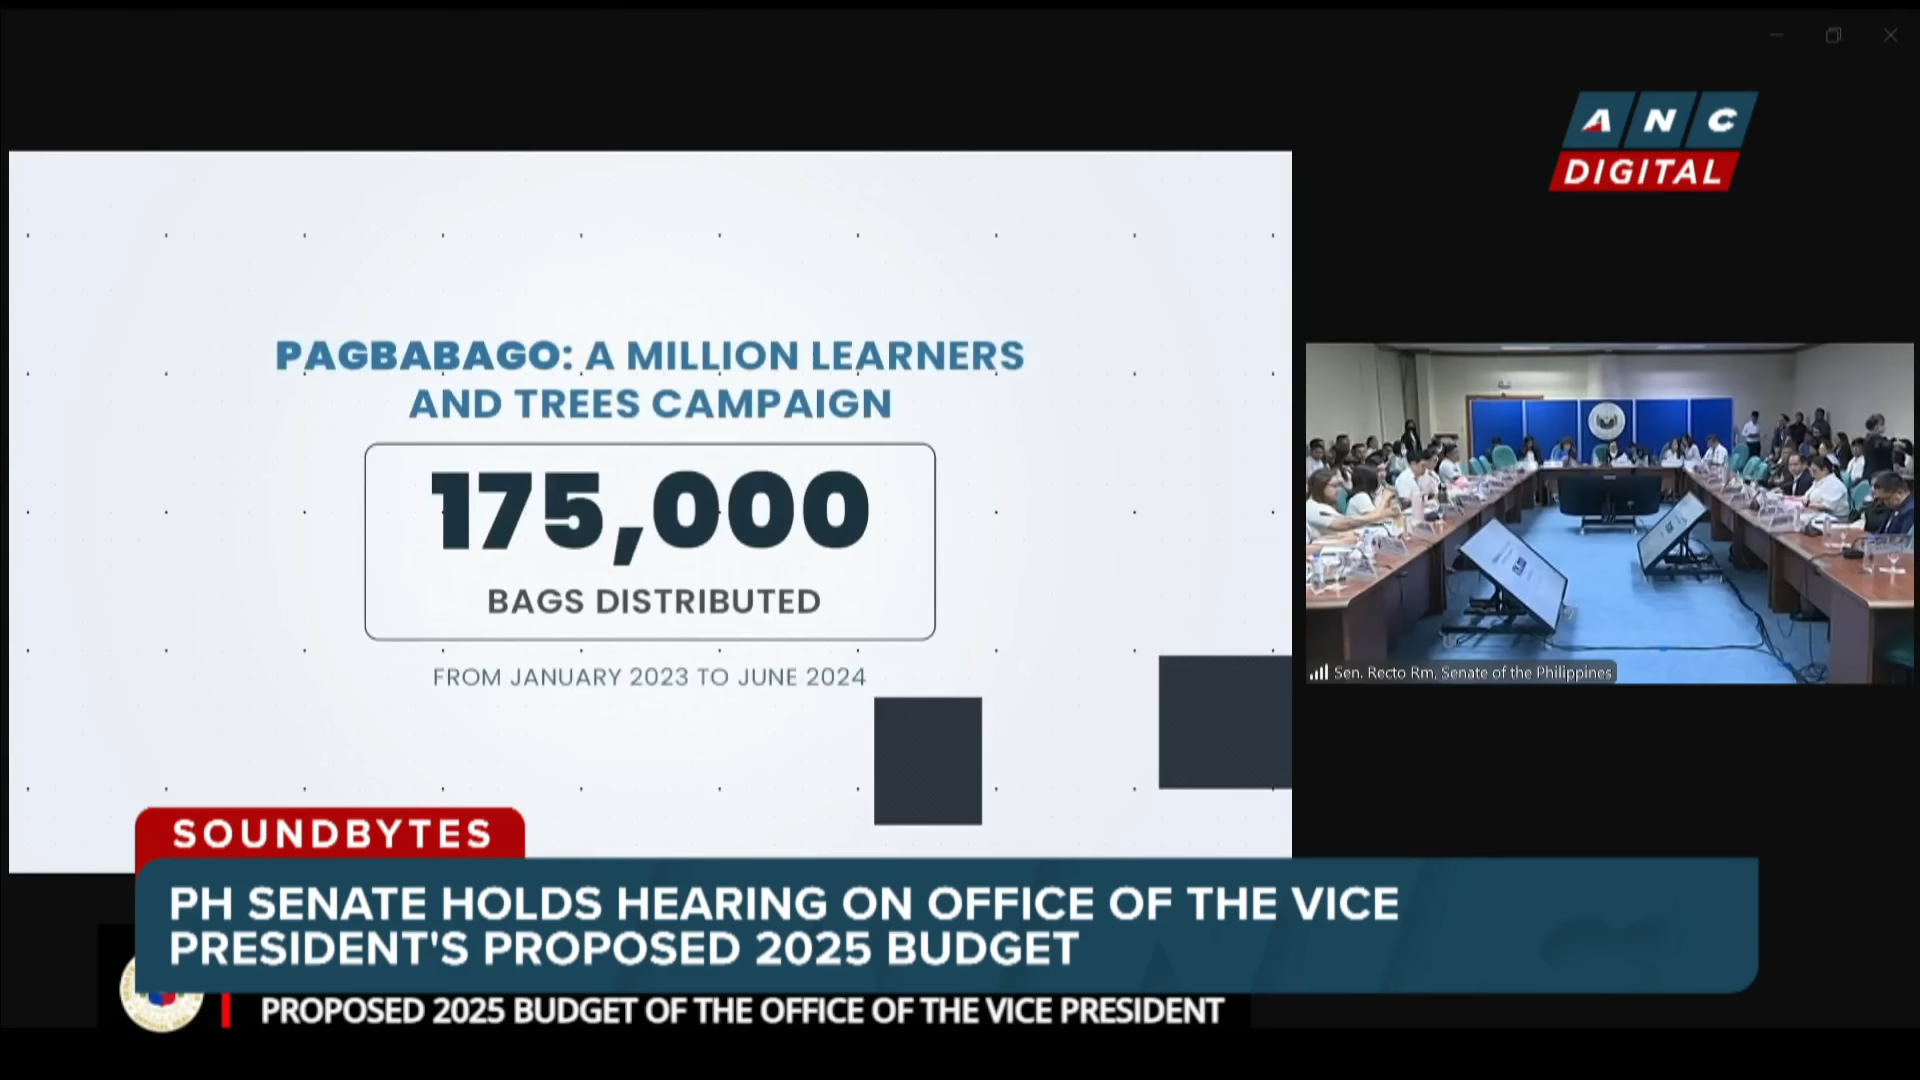 ANC
DIGITAL
PAGBABAGO: A MILLION LEARNERS
AND TREES CAMPAIGN
175,000
BAGS DISTRIBUTED
FROM JANUARY 2023 TO JUNE 2024
Sen. Recto Rm, Senate of the Philippines
SOUNDBYTES
PH SENATE HOLDS HEARING ON OFFICE OF THE VICE
PRESIDENT'S PROPOSED 2025 BUDGET
PROPOSED 2025 BUDGET OF THE OFFICE OF THE VICE PRESIDENT